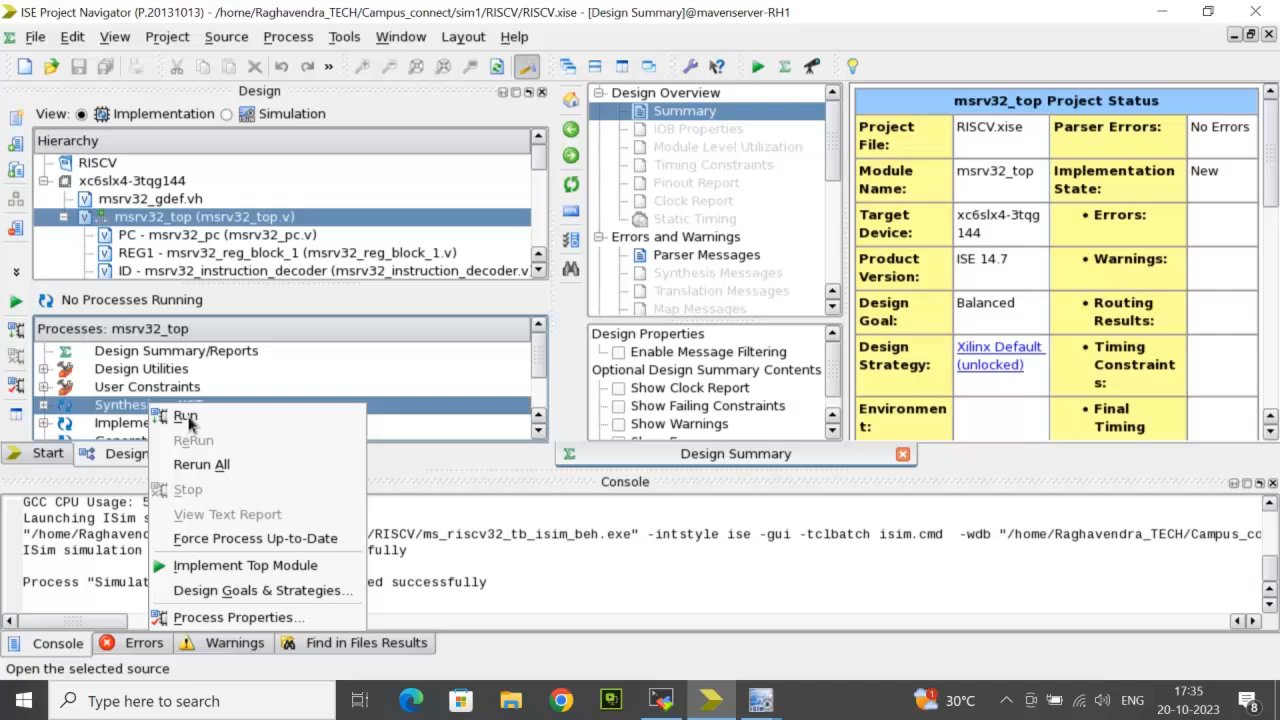 ISE Project Navigator (P.20131013) - /home/Raghavendra_TECH/Campus_connect/sim1/RISCV/RISCV.xise - [Design Summary]@mavenserver-RH1
File Edit View Project Source Process Tools Window Layout Help
Design
View: Implementation Simulation
Hierarchy
RISCV
xc6slx4-3tqg144
msrv32_gdef.vh
msrv32_top (msrv32_top.v)
PC - msrv32_pc (msrv32_pc.v)
REG1 - msrv32_reg_block_1 (msrv32_reg_block_1.v)
ID - msrv32_instruction_decoder (msrv32_instruction_decoder.v
No Processes Running
Processes: msrv32_top
Design Summary/Reports
Design Utilities
User Constraints
Synthes
Impleme
Run
ReRun
Rerun All
Stop
View Text Report
Force Process Up-to-Date
Implement Top Module
Design Goals & Strategies...
Process Properties...
Start
Design
Design Overview
Summary
IOB Properties
Module Level Utilization
Timing Constraints
Pinout Report
Clock Report
Static Timing
Errors and Warnings
Parser Messages
Synthesis Messages
Translation Messages
Map Messages
Design Properties
Enable Message Filtering
Optional Design Summary Contents
Show Clock Report
Show Failing Constraints
Show Warnings
Design Summary
msrv32_top Project Status
Project File: RISCV.xise Parser Errors: No Errors
Module Name: msrv32_top Implementation State: New
Target Device: xc6slx4-3tqg144 • Errors:
Product Version: ISE 14.7 • Warnings:
Design Goal: Balanced • Routing Results:
Design Strategy: Xilinx Default (unlocked) • Timing Constraints:
Environment: • Final Timing
Console
GCC CPU Usage: 5
Launching ISim s
"/home/Raghavend /RISCV/ms_riscv32_tb_isim_beh.exe" -intstyle ise -gui -tclbatch isim.cmd -wdb "/home/Raghavendra_TECH/Campus_cc
ISim simulation fully
Process "Simulat ed successfully
Console Errors Warnings Find in Files Results
Open the selected source
Type here to search
1
30°C
ENG
17:35
20-10-2023
8